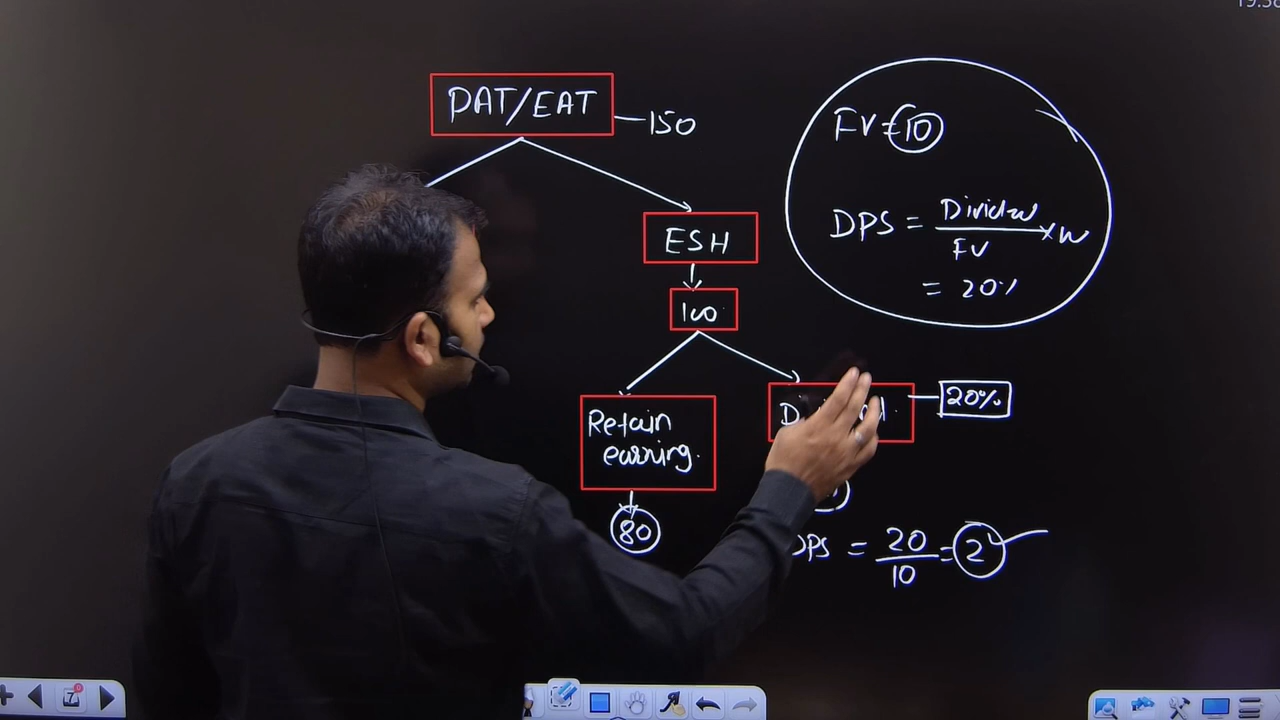 PAT/EAT
150
ESH
100
Retain
earning.
80
20%
DPS = 20/10 = 2
FV = 10
DPS = Dividend/FV × 100
= 20%